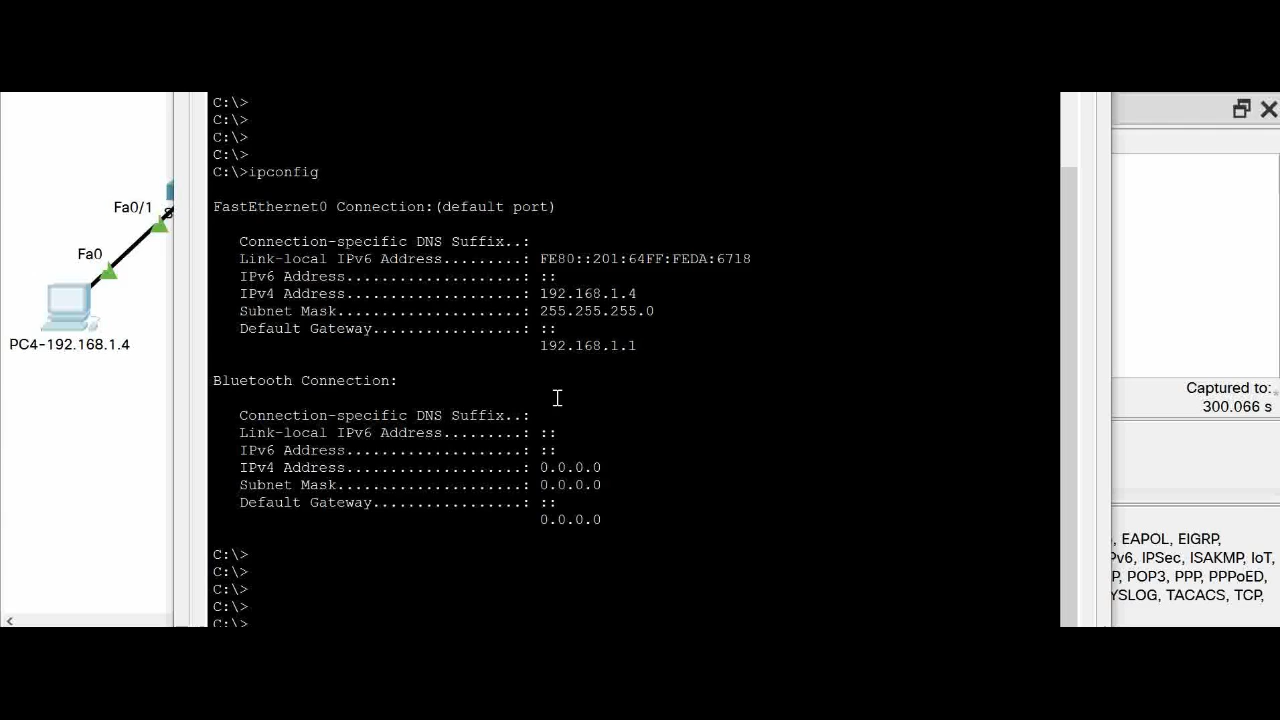 C:\>
C:\>
C:\>
C:\>
C:\>ipconfig
FastEthernet0 Connection:(default port)
Connection-specific DNS Suffix..:
Link-local IPv6 Address.........: FE80::201:64FF:FEDA:6718
IPv6 Address....................: ::
IPv4 Address....................: 192.168.1.4
Subnet Mask.....................: 255.255.255.0
Default Gateway.................: ::
192.168.1.1
Bluetooth Connection:
Connection-specific DNS Suffix..:
Link-local IPv6 Address.........: ::
IPv6 Address....................: ::
IPv4 Address....................: 0.0.0.0
Subnet Mask.....................: 0.0.0.0
Default Gateway.................: ::
0.0.0.0
C:\>
C:\>
C:\>
C:\>
C:\>
Fa0/1
Fa0
PC4-192.168.1.4
Captured to:
300.066 s
, EAPOL, EIGRP,
Pv6, IPSec, ISAKMP, IoT,
P, POP3, PPP, PPPoED,
YSLOG, TACACS, TCP,